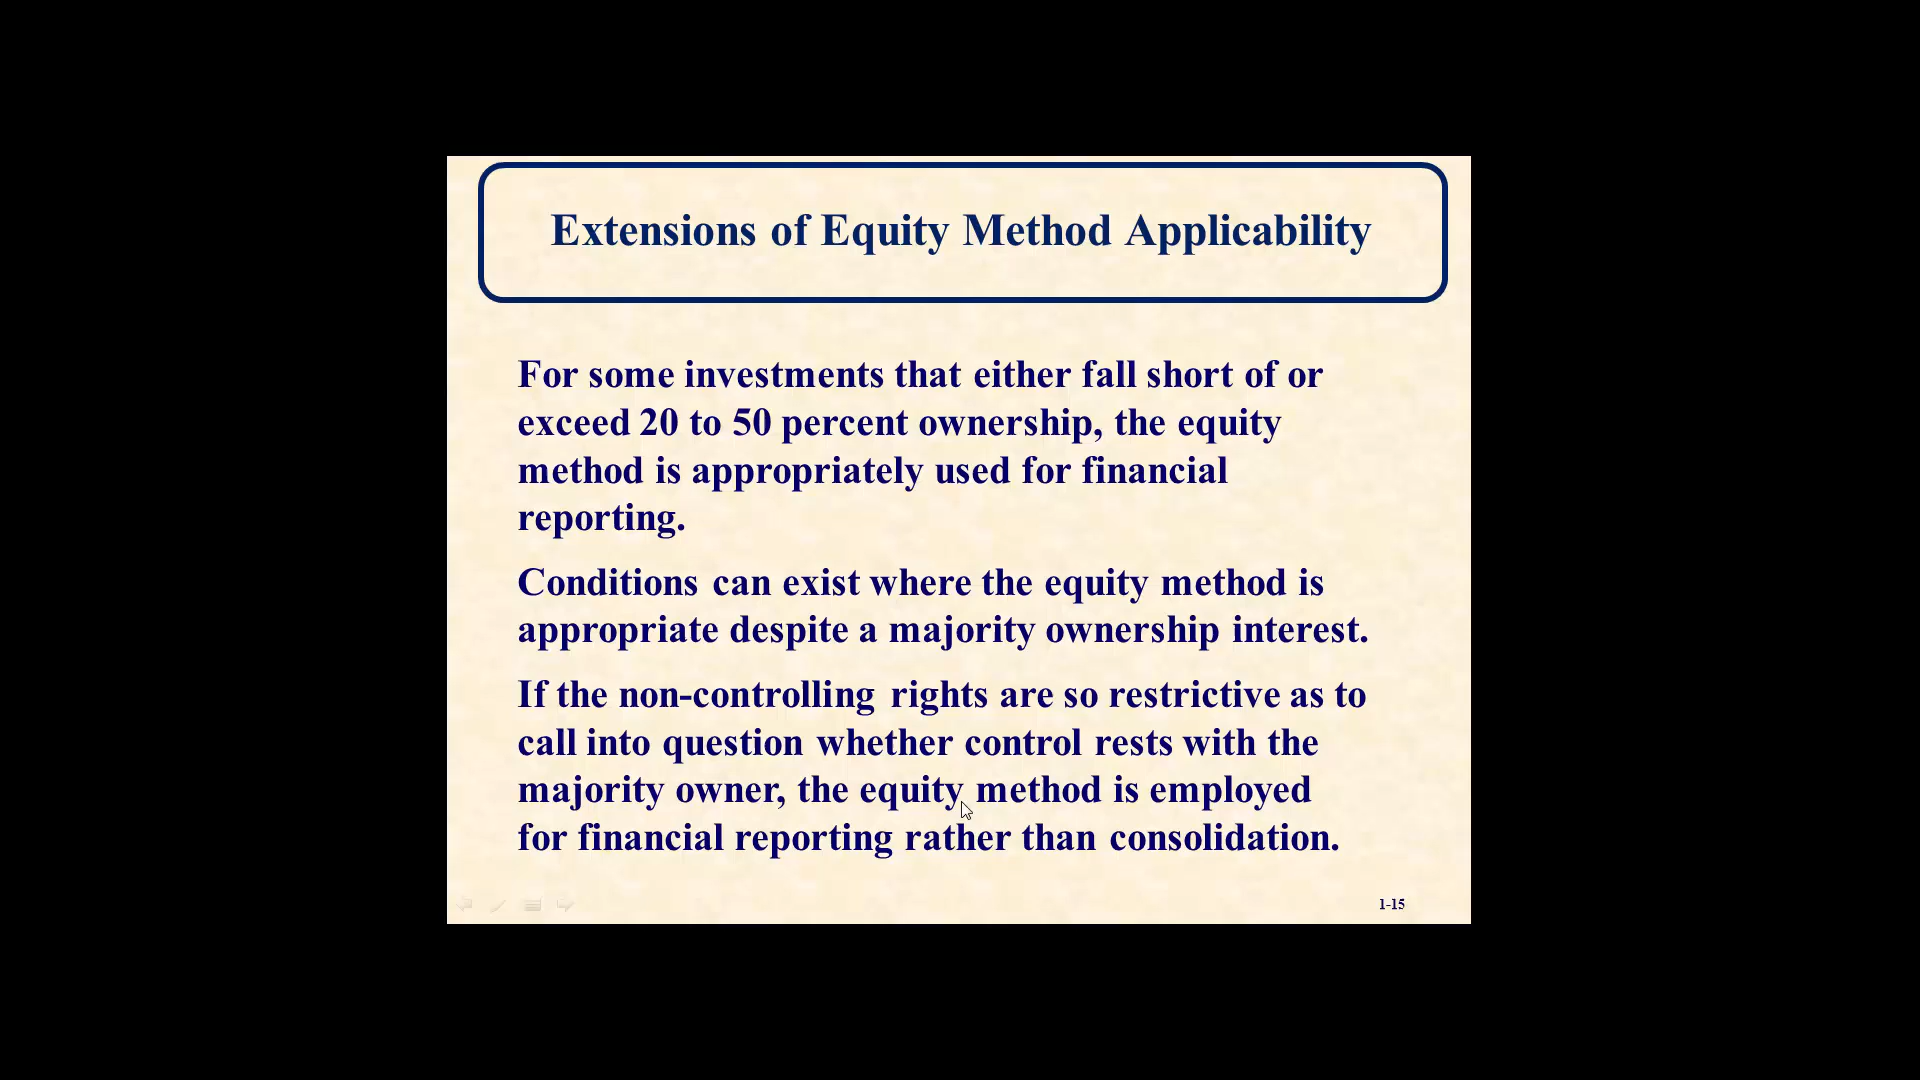 Extensions of Equity Method Applicability
For some investments that either fall short of or
exceed 20 to 50 percent ownership, the equity
method is appropriately used for financial
reporting.
Conditions can exist where the equity method is
appropriate despite a majority ownership interest.
If the non-controlling rights are so restrictive as to
call into question whether control rests with the
majority owner, the equity method is employed
for financial reporting rather than consolidation.
1-15